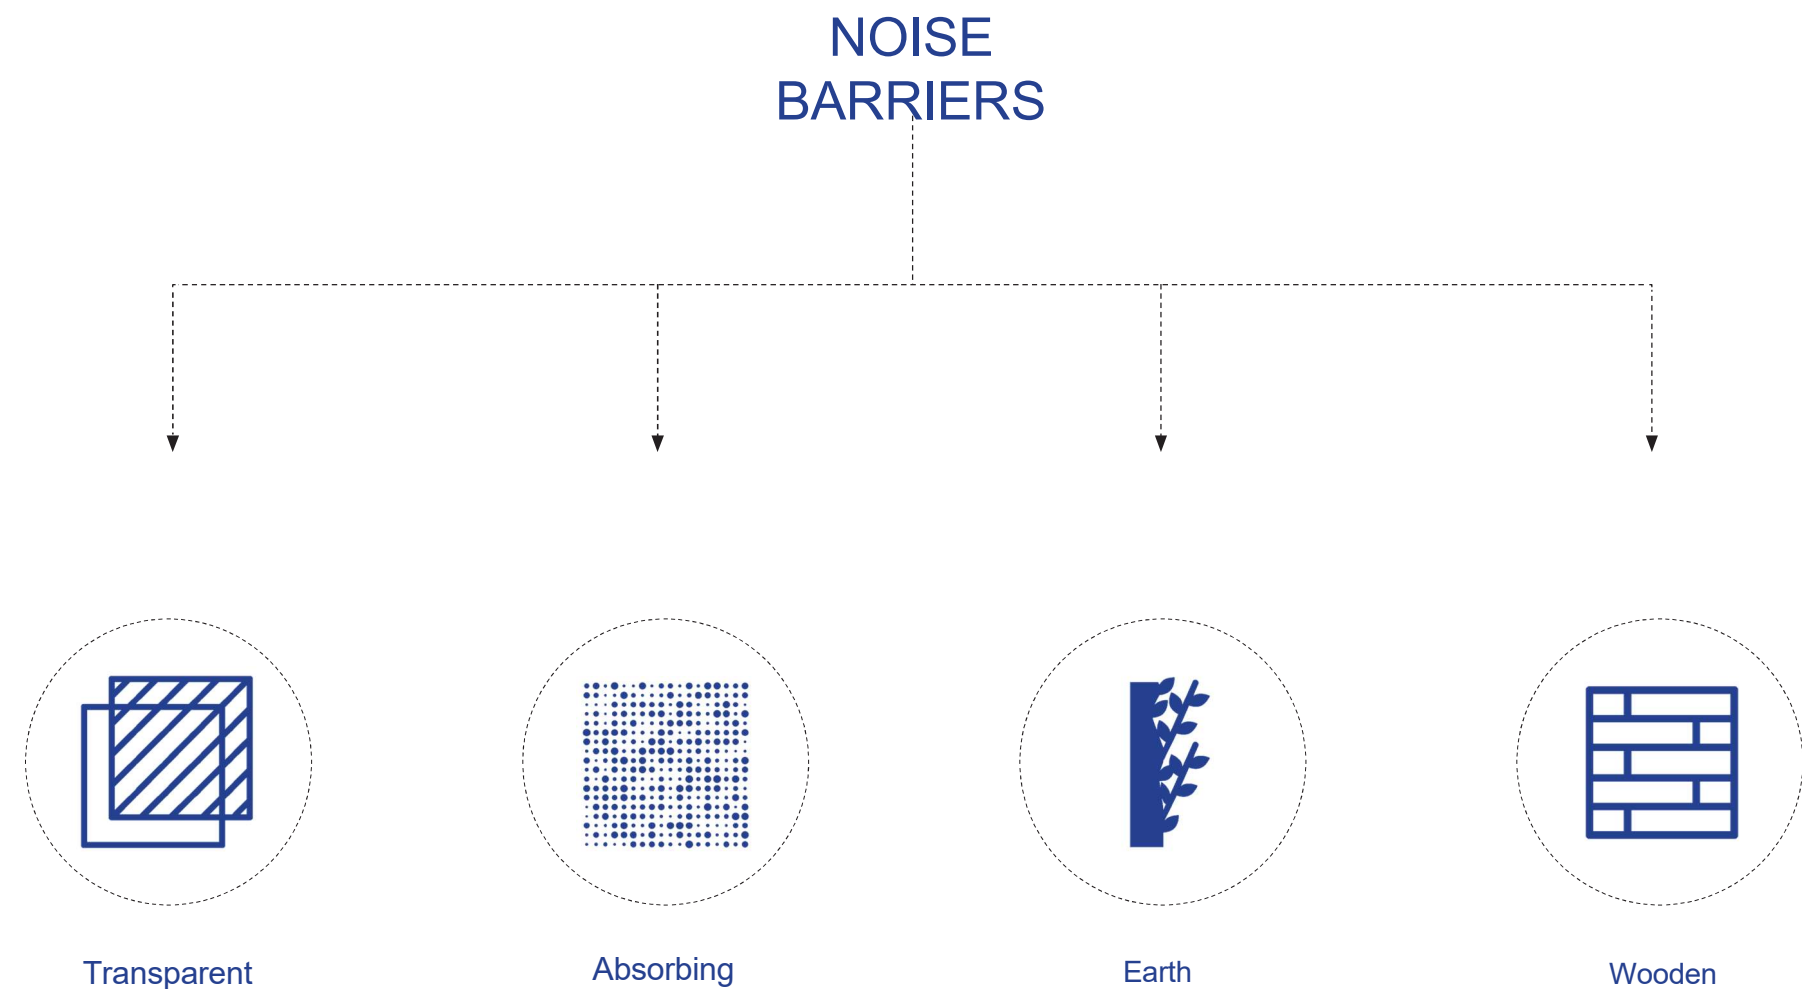 NOISE
BARRIERS
Transparent
Absorbing
Earth
Wooden